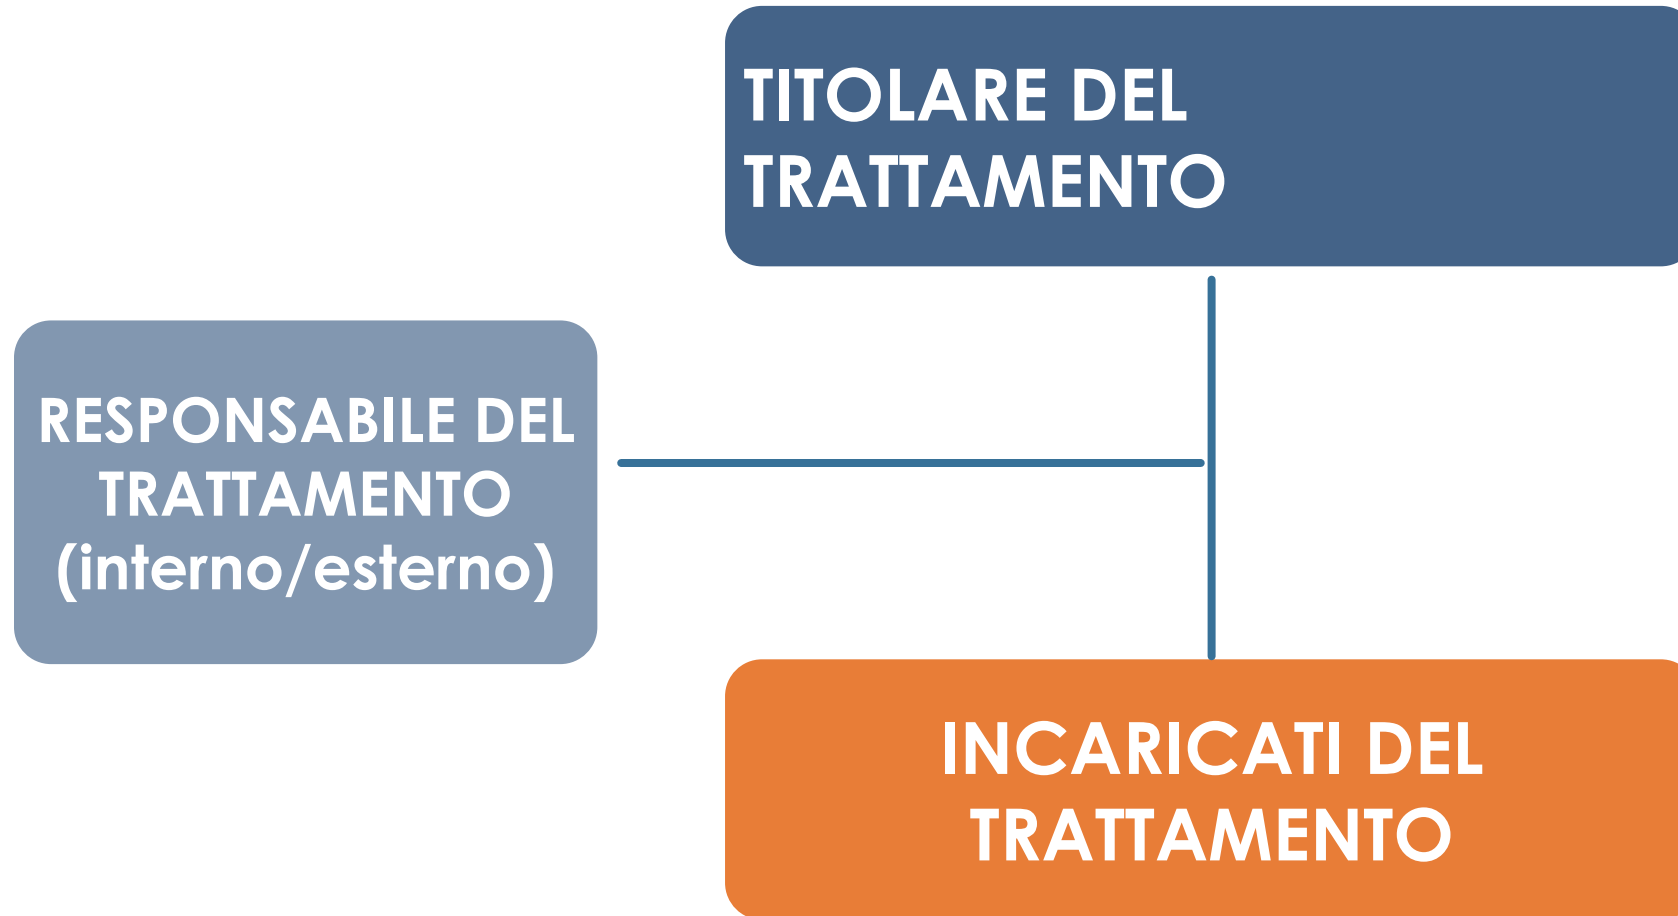 TITOLARE DEL
TRATTAMENTO
RESPONSABILE DEL
TRATTAMENTO
(interno/esterno)
INCARICATI DEL
TRATTAMENTO